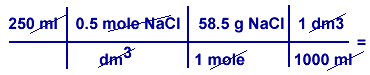 250 ml 0.5 mole NaCl 58.5 g NaCl 1 dm3
dm³ 1 mole 1000 ml =